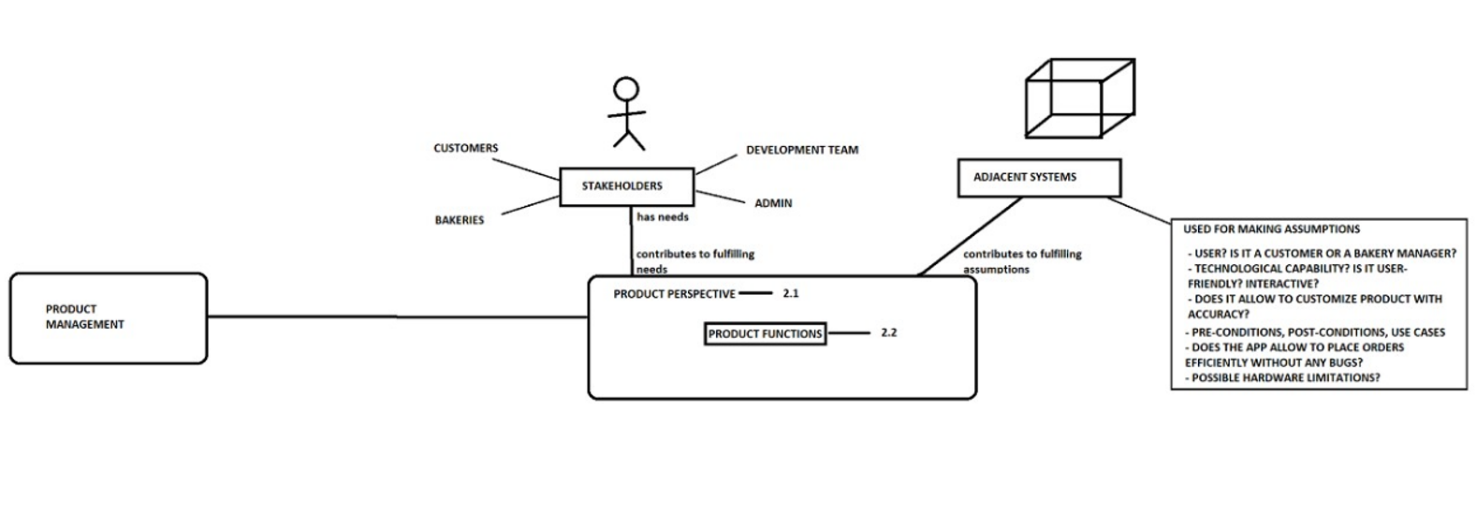 CUSTOMERS
DEVELOPMENT TEAM
STAKEHOLDERS
BAKERIES
ADMIN
has needs
contributes to fulfilling
needs
ADJACENT SYSTEMS
contributes to fulfilling
assumptions
USED FOR MAKING ASSUMPTIONS
- USER? IS IT A CUSTOMER OR A BAKERY MANAGER?
- TECHNOLOGICAL CAPABILITY? IS IT USER-
FRIENDLY? INTERACTIVE?
- DOES IT ALLOW TO CUSTOMIZE PRODUCT WITH
ACCURACY?
- PRE-CONDITIONS, POST-CONDITIONS, USE CASES
- DOES THE APP ALLOW TO PLACE ORDERS
EFFICIENTLY WITHOUT ANY BUGS?
- POSSIBLE HARDWARE LIMITATIONS?
PRODUCT
MANAGEMENT
PRODUCT PERSPECTIVE 2.1
PRODUCT FUNCTIONS 2.2